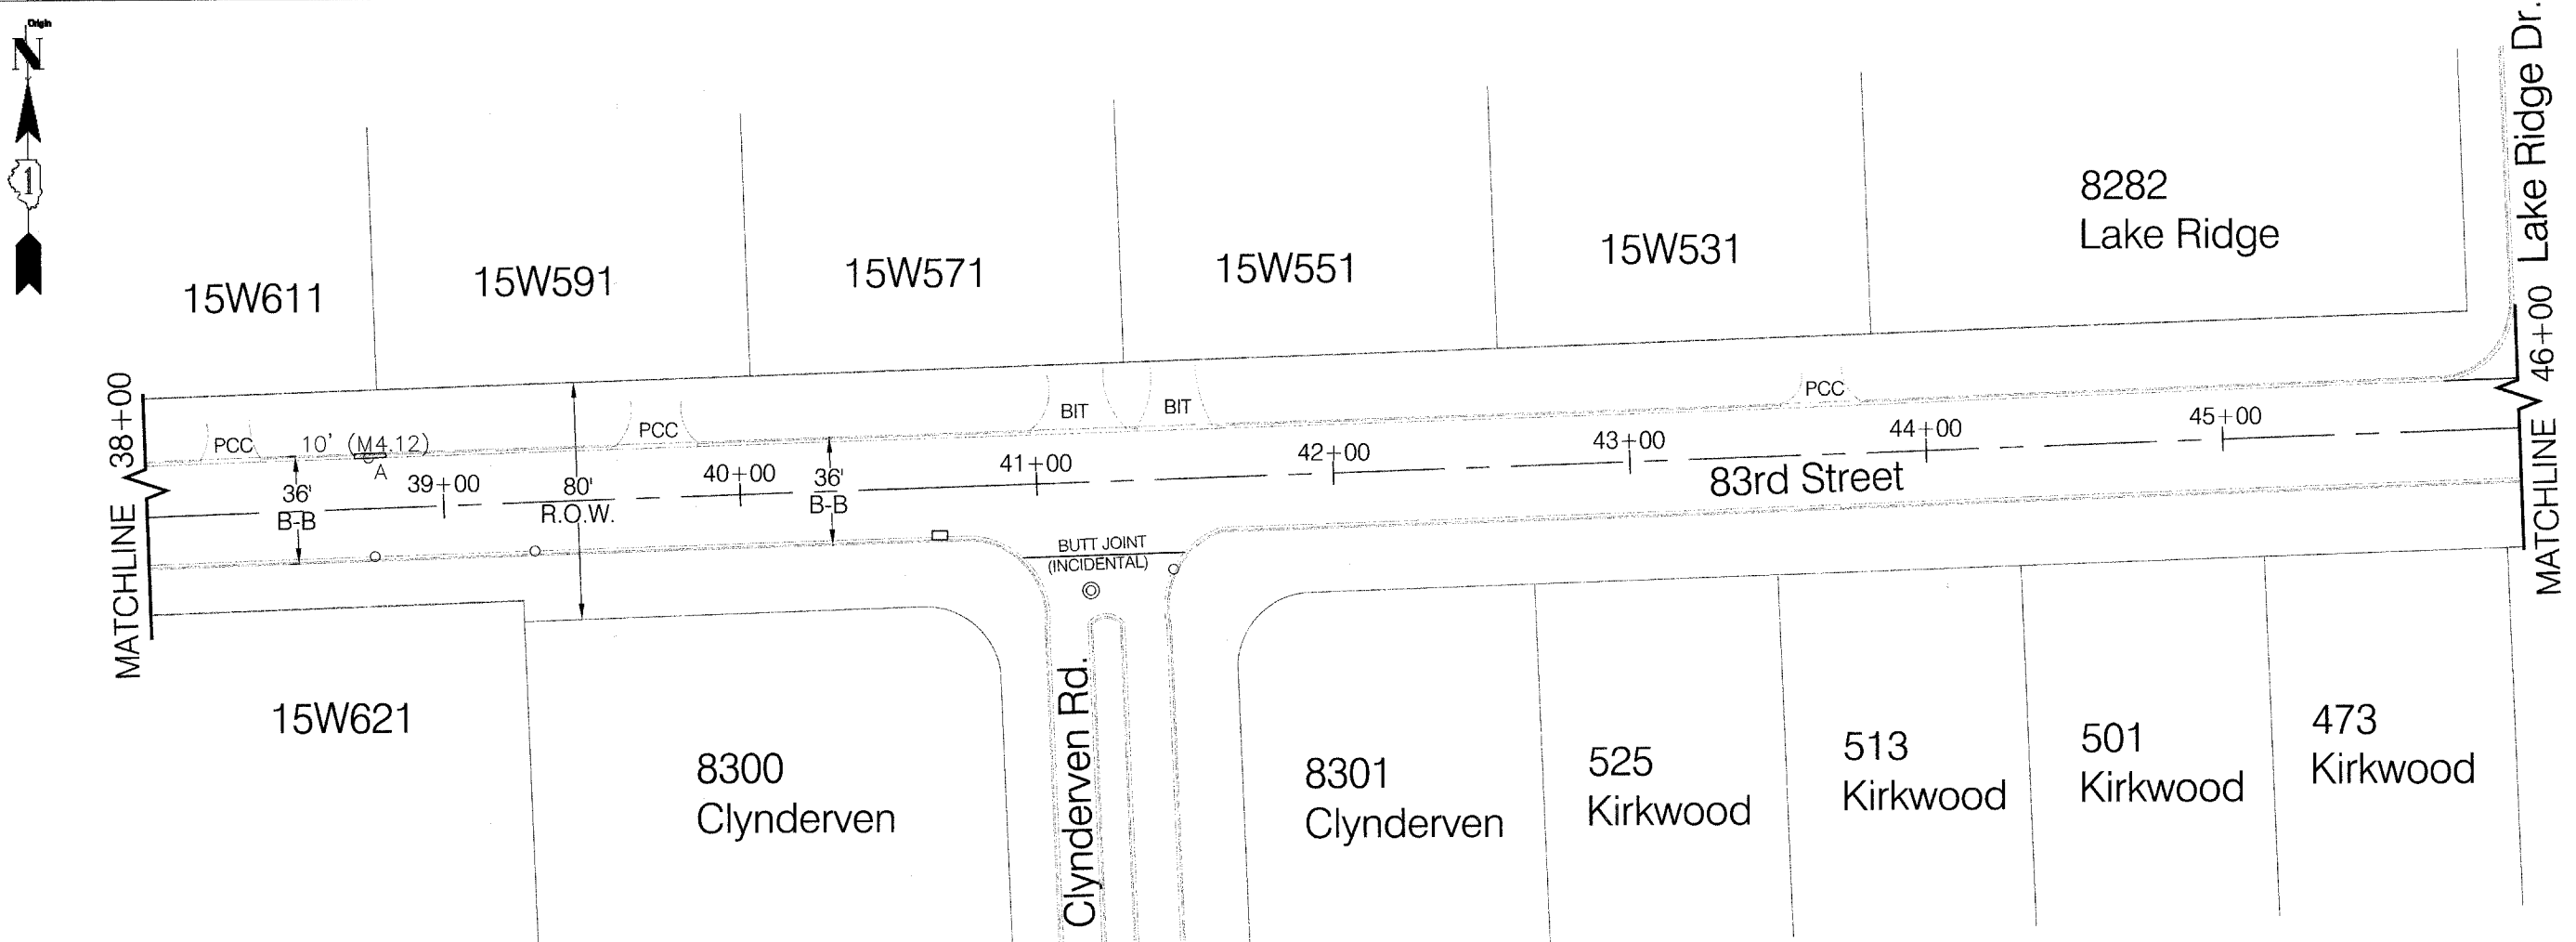 Origin
N
1
Lake Ridge Dr.
8282
Lake Ridge
15W531
15W551
15W571
15W591
15W611
MATCHLINE 38+00
MATCHLINE 46+00
PCC
10' (M4.12)
A
PCC
BIT
BIT
PCC
36'
B-B
39+00
80'
R.O.W.
40+00
36'
B-B
41+00
42+00
43+00
44+00
45+00
83rd Street
BUTT JOINT
(INCIDENTAL)
Clynderven Rd.
15W621
8300
Clynderven
8301
Clynderven
525
Kirkwood
513
Kirkwood
501
Kirkwood
473
Kirkwood